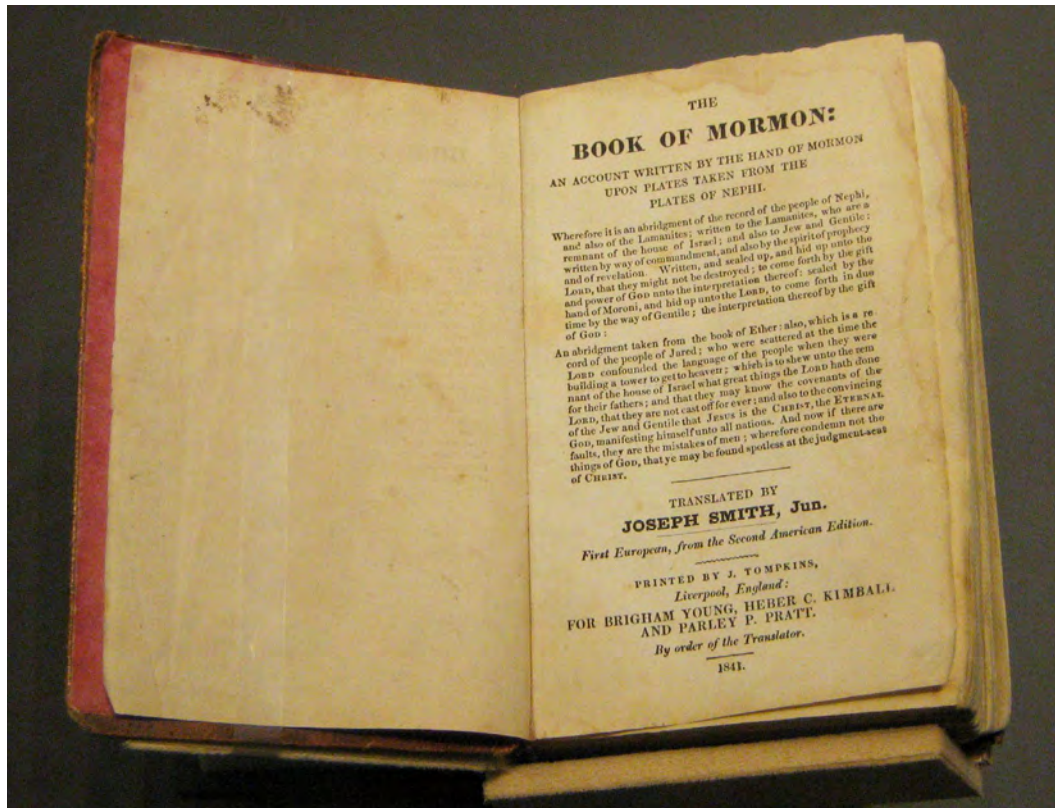 THE
BOOK OF MORMON:
AN ACCOUNT WRITTEN BY THE HAND OF MORMON
UPON PLATES TAKEN FROM THE
PLATES OF NEPHI.
Wherefore it is an abridgment of the record of the people of Nephi,
and also of the Lamanites; written to the Lamanites, who are a
remnant of the house of Israel; and also to Jew and Gentile:
written by way of commandment, and also by the spirit of prophecy
and of revelation. Written, and sealed up, and hid up unto the
LORD, that they might not be destroyed; to come forth by the gift
and power of GOD unto the interpretation thereof: sealed by the
hand of Moroni, and hid up unto the LORD, to come forth in due
time by the way of Gentile; the interpretation thereof by the gift
of GOD:
An abridgment taken from the book of Ether: also, which is a re
cord of the people of Jared; who were scattered at the time the
LORD confounded the language of the people when they were
building a tower to get to heaven; which is to shew unto the rem
nant of the house of Israel what great things the LORD hath done
for their fathers; and that they may know the covenants of the
LORD, that they are not cast off for ever; and also to the convincing
of the Jew and Gentile that JESUS is the CHRIST, the ETERNAL
GOD, manifesting himself unto all nations. And now if there are
faults, they are the mistakes of men; wherefore condemn not the
things of GOD, that ye may be found spotless at the judgment-seat
of CHRIST.
TRANSLATED BY
JOSEPH SMITH, Jun.
First European, from the Second American Edition.
PRINTED BY J. TOMPKINS,
Liverpool, England:
FOR BRIGHAM YOUNG, HEBER C. KIMBALL
AND PARLEY P. PRATT.
By order of the Translator.
1841.